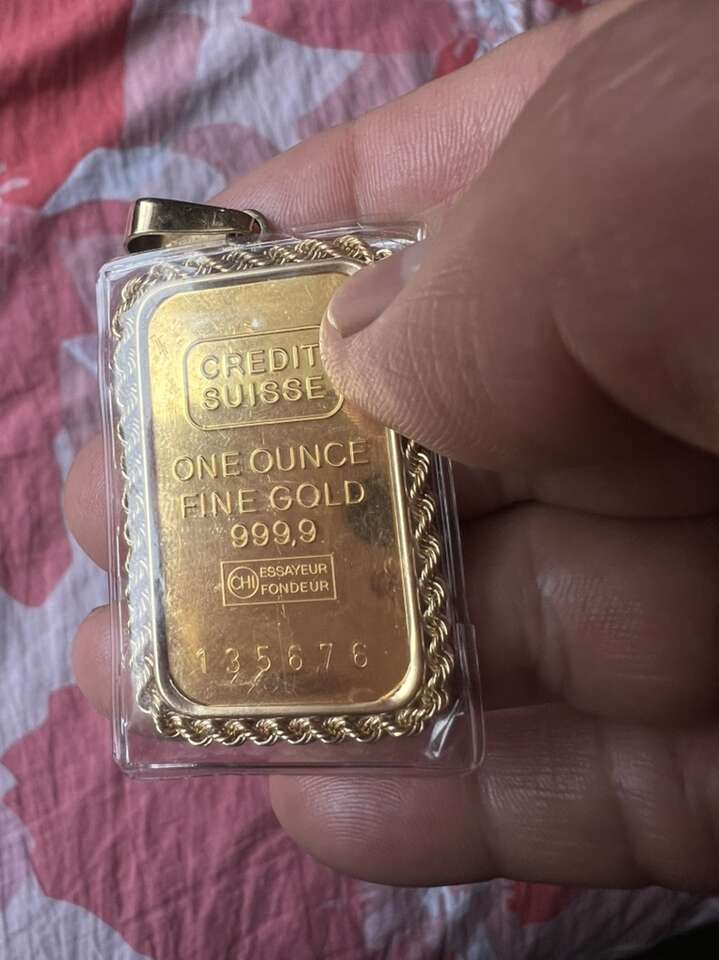 CREDIT
SUISSE
ONE OUNCE
FINE GOLD
999,9
CHI ESSAYEUR
FONDEUR
135676